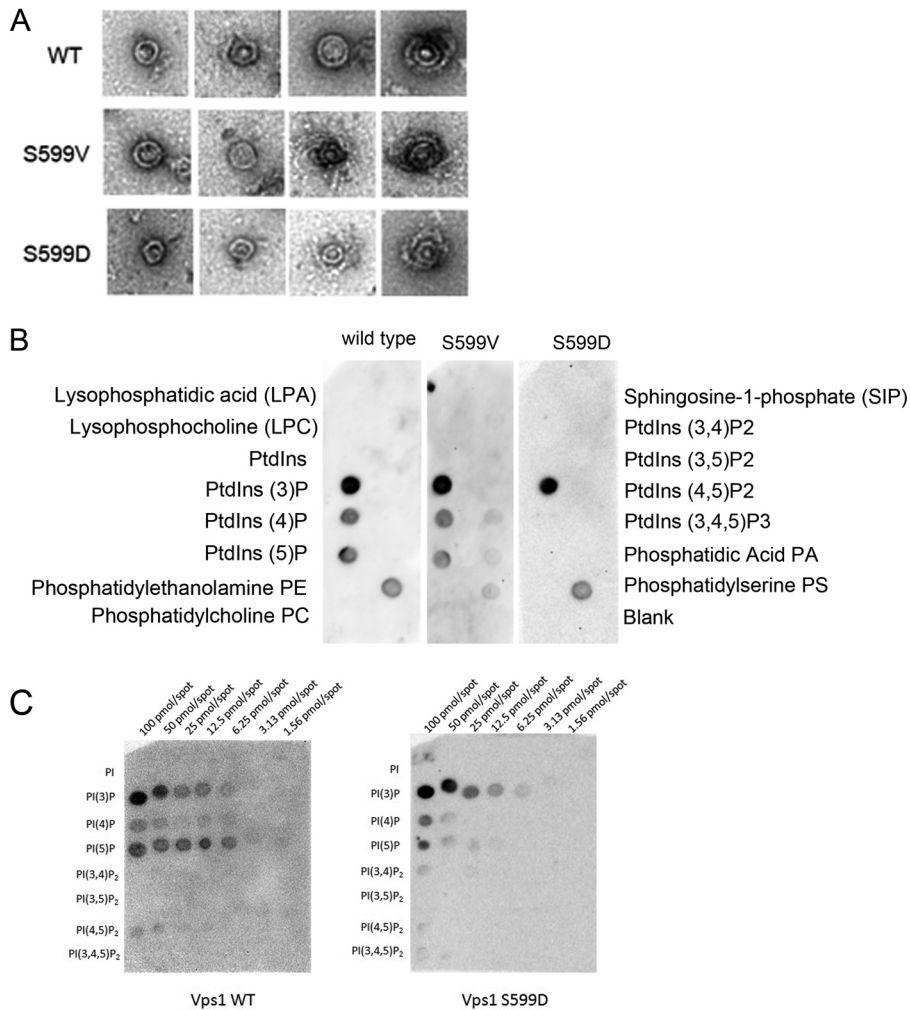 A
WT
S599V
S599D
B
wild type
S599V
S599D
Lysophosphatidic acid (LPA)
Lysophosphocholine (LPC)
PtdIns
PtdIns (3)P
PtdIns (4)P
PtdIns (5)P
Phosphatidylethanolamine PE
Phosphatidylcholine PC
Sphingosine-1-phosphate (SIP)
PtdIns (3,4)P2
PtdIns (3,5)P2
PtdIns (4,5)P2
PtdIns (3,4,5)P3
Phosphatidic Acid PA
Phosphatidylserine PS
Blank
C
100 pmol/spot
50 pmol/spot
25 pmol/spot
12.5 pmol/spot
6.25 pmol/spot
3.13 pmol/spot
1.56 pmol/spot
PI
PI(3)P
PI(4)P
PI(5)P
PI(3,4)P₂
PI(3,5)P₂
PI(4,5)P₂
PI(3,4,5)P₂
Vps1 WT
100 pmol/spot
50 pmol/spot
25 pmol/spot
12.5 pmol/spot
6.25 pmol/spot
3.13 pmol/spot
1.56 pmol/spot
PI
PI(3)P
PI(4)P
PI(5)P
PI(3,4)P₂
PI(3,5)P₂
PI(4,5)P₂
PI(3,4,5)P₂
Vps1 S599D